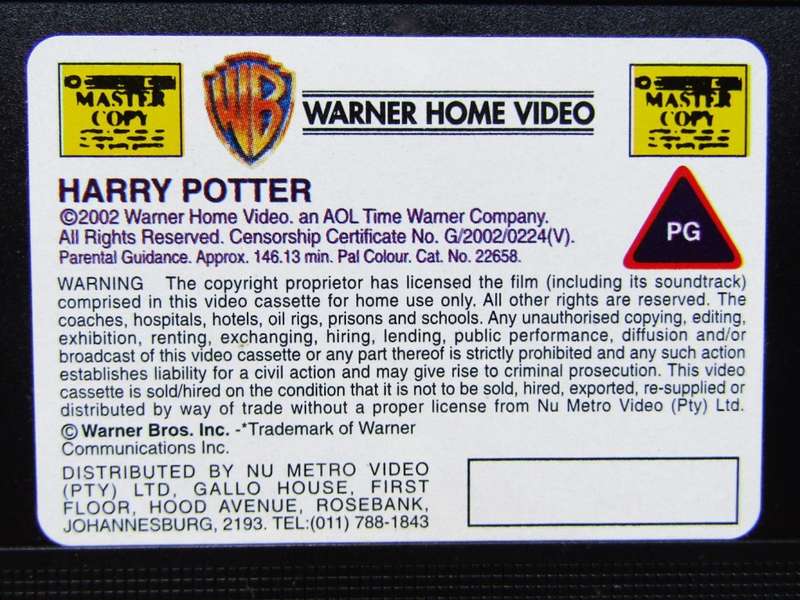 MASTER
COPY
WB
WARNER HOME VIDEO
MASTER
COPY
HARRY POTTER
©2002 Warner Home Video. an AOL Time Warner Company.
All Rights Reserved. Censorship Certificate No. G/2002/0224(V).
Parental Guidance. Approx. 146.13 min. Pal Colour. Cat. No. 22658.
PG
WARNING The copyright proprietor has licensed the film (including its soundtrack)
comprised in this video cassette for home use only. All other rights are reserved. The
coaches, hospitals, hotels, oil rigs, prisons and schools. Any unauthorised copying, editing,
exhibition, renting, exchanging, hiring, lending, public performance, diffusion and/or
broadcast of this video cassette or any part thereof is strictly prohibited and any such action
establishes liability for a civil action and may give rise to criminal prosecution. This video
cassette is sold/hired on the condition that it is not to be sold, hired, exported, re-supplied or
distributed by way of trade without a proper license from Nu Metro Video (Pty) Ltd.
© Warner Bros. Inc. -*Trademark of Warner
Communications Inc.
DISTRIBUTED BY NU METRO VIDEO
(PTY) LTD, GALLO HOUSE, FIRST
FLOOR, HOOD AVENUE, ROSEBANK,
JOHANNESBURG, 2193. TEL:(011) 788-1843